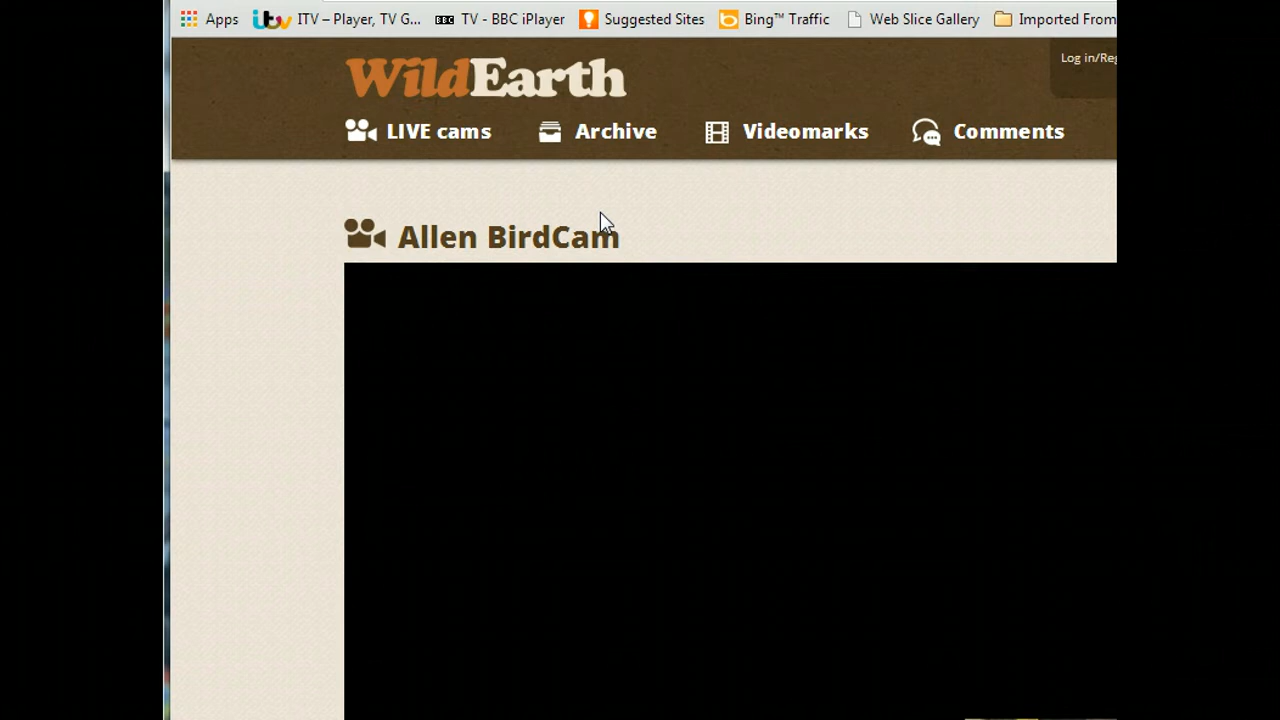 Apps ITV – Player, TV G... BBC TV - BBC iPlayer Suggested Sites Bing™ Traffic Web Slice Gallery Imported From
WildEarth
Log in/Reg
LIVE cams Archive Videomarks Comments
Allen BirdCam